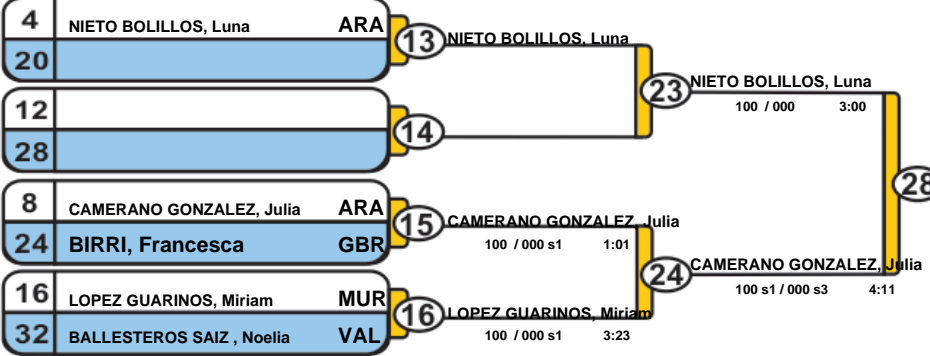 4 NIETO BOLILLOS, Luna ARA
20
13 NIETO BOLILLOS, Luna
12
28
14
23 NIETO BOLILLOS, Luna
100 / 000 3:00
8 CAMERANO GONZALEZ, Julia ARA
24 BIRRI, Francesca GBR
15 CAMERANO GONZALEZ, Julia
100 / 000 s1 1:01
16 LOPEZ GUARINOS, Miriam MUR
32 BALLESTEROS SAIZ , Noelia VAL
16 LOPEZ GUARINOS, Miriam
100 / 000 s1 3:23
24 CAMERANO GONZALEZ, Julia
100 s1 / 000 s3 4:11
28